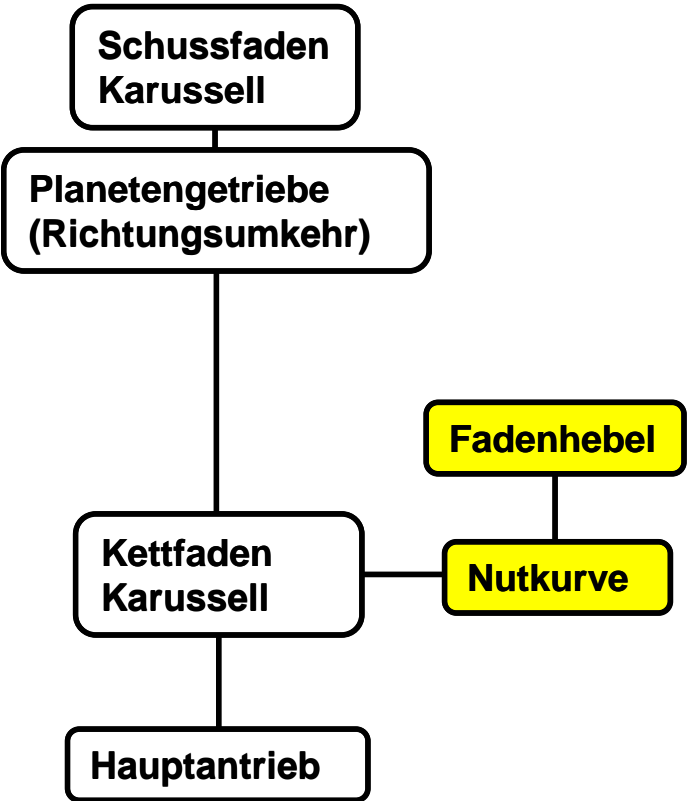 Schussfaden
Karussell
Planetengetriebe
(Richtungsumkehr)
Fadenhebel
Kettfaden
Karussell
Nutkurve
Hauptantrieb